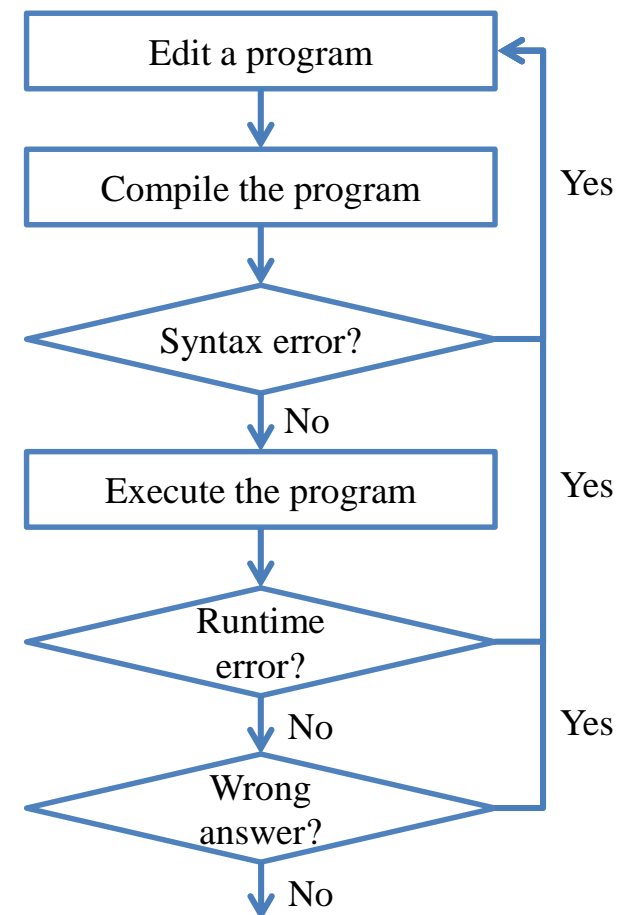 Edit a program
Compile the program
Yes
Syntax error?
No
Execute the program
Yes
Runtime
error?
No
Yes
Wrong
answer?
No